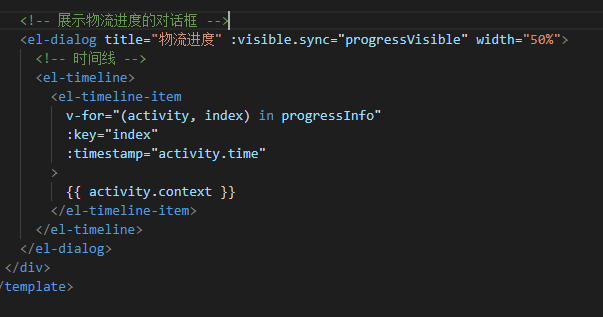 <!-- 展示物流进度的对话框 -->
<el-dialog title="物流进度" :visible.sync="progressVisible" width="50%">
<!-- 时间线 -->
<el-timeline>
<el-timeline-item
v-for="(activity, index) in progressInfo"
:key="index"
:timestamp="activity.time"
>
{{ activity.context }}
</el-timeline-item>
</el-timeline>
</el-dialog>
</div>
/template>